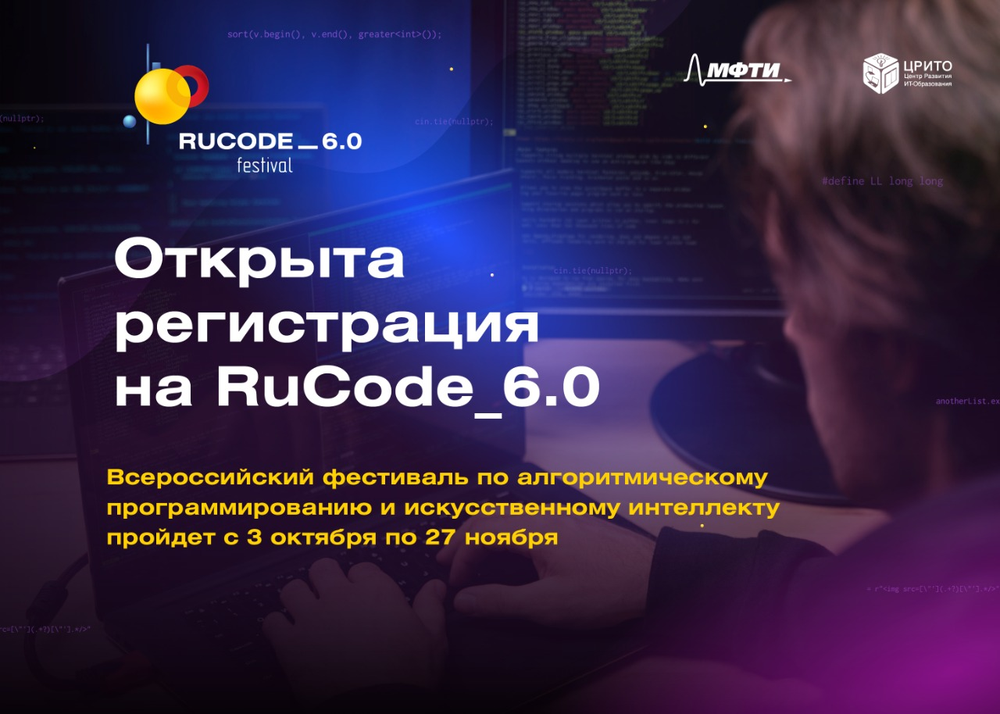 sort(v.begin(), v.end(), greater<int>());
МФТИ
ЦРИТО
Центр Развития
ИТ-Образования
(nullptr);
cin.tie(nullptr);
RUCODE_6.0
festival
#define LL long long
Открыта
регистрация
на RuCode_6.0
cin.tie(nullptr);
anotherList.ex
Всероссийский фестиваль по алгоритмическому
программированию и искусственному интеллекту
пройдет с 3 октября по 27 ноября
= r"<img src=[\"'](.+?)[\"'].*/>"
rc=[\"'](.+?)[\"'].*/>"